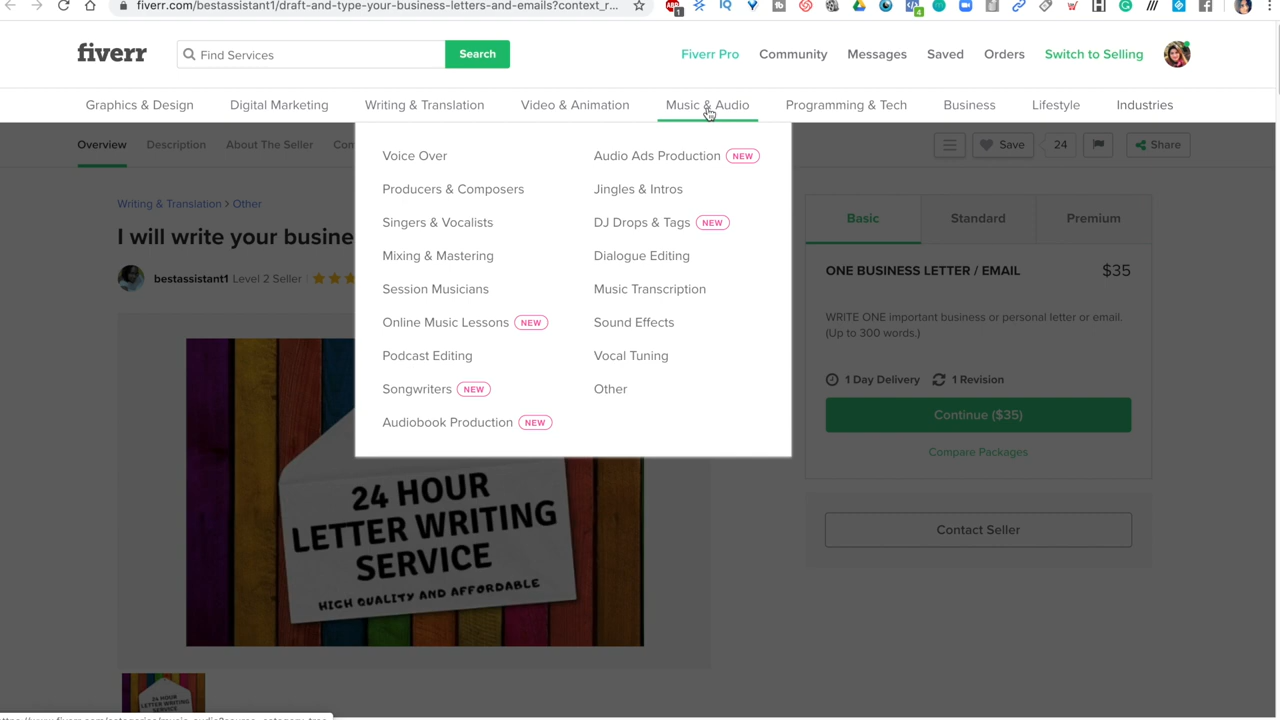 fiverr.com/bestassistant1/draft-and-type-your-business-letters-and-emails?context_r...
fiverr
Find Services
Search
Fiverr Pro
Community
Messages
Saved
Orders
Switch to Selling
Graphics & Design
Digital Marketing
Writing & Translation
Video & Animation
Music & Audio
Programming & Tech
Business
Lifestyle
Industries
Overview
Description
About The Seller
Save
24
Share
Voice Over
Producers & Composers
Singers & Vocalists
Mixing & Mastering
Session Musicians
Online Music Lessons NEW
Podcast Editing
Songwriters NEW
Audiobook Production NEW
Audio Ads Production NEW
Jingles & Intros
DJ Drops & Tags NEW
Dialogue Editing
Music Transcription
Sound Effects
Vocal Tuning
Other
Writing & Translation > Other
I will write your busine
bestassistant1 Level 2 Seller
24 HOUR
LETTER WRITING
SERVICE
HIGH QUALITY AND AFFORDABLE
24 HOUR
LETTER WRITING
Basic
Standard
Premium
ONE BUSINESS LETTER / EMAIL
$35
WRITE ONE important business or personal letter or email.
(Up to 300 words.)
1 Day Delivery
1 Revision
Continue ($35)
Compare Packages
Contact Seller